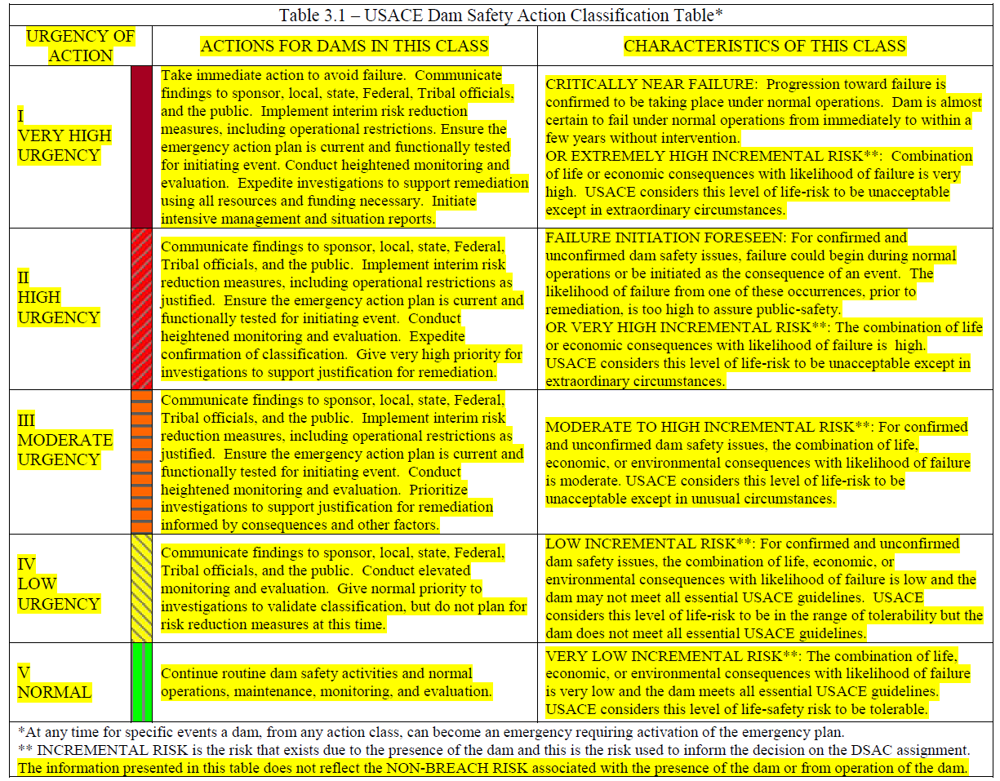 Table 3.1 – USACE Dam Safety Action Classification Table*
URGENCY OF
ACTION
ACTIONS FOR DAMS IN THIS CLASS
CHARACTERISTICS OF THIS CLASS
I
VERY HIGH
URGENCY
Take immediate action to avoid failure. Communicate
findings to sponsor, local, state, Federal, Tribal officials,
and the public. Implement interim risk reduction
measures, including operational restrictions. Ensure the
emergency action plan is current and functionally tested
for initiating event. Conduct heightened monitoring and
evaluation. Expedite investigations to support remediation
using all resources and funding necessary. Initiate
intensive management and situation reports.
CRITICALLY NEAR FAILURE: Progression toward failure is
confirmed to be taking place under normal operations. Dam is almost
certain to fail under normal operations from immediately to within a
few years without intervention.
OR EXTREMELY HIGH INCREMENTAL RISK**: Combination
of life or economic consequences with likelihood of failure is very
high. USACE considers this level of life-risk to be unacceptable
except in extraordinary circumstances.
II
HIGH
URGENCY
Communicate findings to sponsor, local, state, Federal,
Tribal officials, and the public. Implement interim risk
reduction measures, including operational restrictions as
justified. Ensure the emergency action plan is current and
functionally tested for initiating event. Conduct
heightened monitoring and evaluation. Expedite
confirmation of classification. Give very high priority for
investigations to support justification for remediation.
FAILURE INITIATION FORESEEN: For confirmed and
unconfirmed dam safety issues, failure could begin during normal
operations or be initiated as the consequence of an event. The
likelihood of failure from one of these occurrences, prior to
remediation, is too high to assure public-safety.
OR VERY HIGH INCREMENTAL RISK**: The combination of life
or economic consequences with likelihood of failure is high.
USACE considers this level of life-risk to be unacceptable except in
extraordinary circumstances.
III
MODERATE
URGENCY
Communicate findings to sponsor, local, state, Federal,
Tribal officials, and the public. Implement interim risk
reduction measures, including operational restrictions as
justified. Ensure the emergency action plan is current and
functionally tested for initiating event. Conduct
heightened monitoring and evaluation. Prioritize
investigations to support justification for remediation
informed by consequences and other factors.
MODERATE TO HIGH INCREMENTAL RISK**: For confirmed
and unconfirmed dam safety issues, the combination of life,
economic, or environmental consequences with likelihood of failure
is moderate. USACE considers this level of life-risk to be
unacceptable except in unusual circumstances.
IV
LOW
URGENCY
Communicate findings to sponsor, local, state, Federal,
Tribal officials, and the public. Conduct elevated
monitoring and evaluation. Give normal priority to
investigations to validate classification, but do not plan for
risk reduction measures at this time.
LOW INCREMENTAL RISK**: For confirmed and unconfirmed
dam safety issues, the combination of life, economic, or
environmental consequences with likelihood of failure is low and the
dam may not meet all essential USACE guidelines. USACE
considers this level of life-risk to be in the range of tolerability but the
dam does not meet all essential USACE guidelines.
V
NORMAL
Continue routine dam safety activities and normal
operations, maintenance, monitoring, and evaluation.
VERY LOW INCREMENTAL RISK**: The combination of life,
economic, or environmental consequences with likelihood of failure
is very low and the dam meets all essential USACE guidelines.
USACE considers this level of life-safety risk to be tolerable.
*At any time for specific events a dam, from any action class, can become an emergency requiring activation of the emergency plan.
** INCREMENTAL RISK is the risk that exists due to the presence of the dam and this is the risk used to inform the decision on the DSAC assignment.
The information presented in this table does not reflect the NON-BREACH RISK associated with the presence of the dam or from operation of the dam.